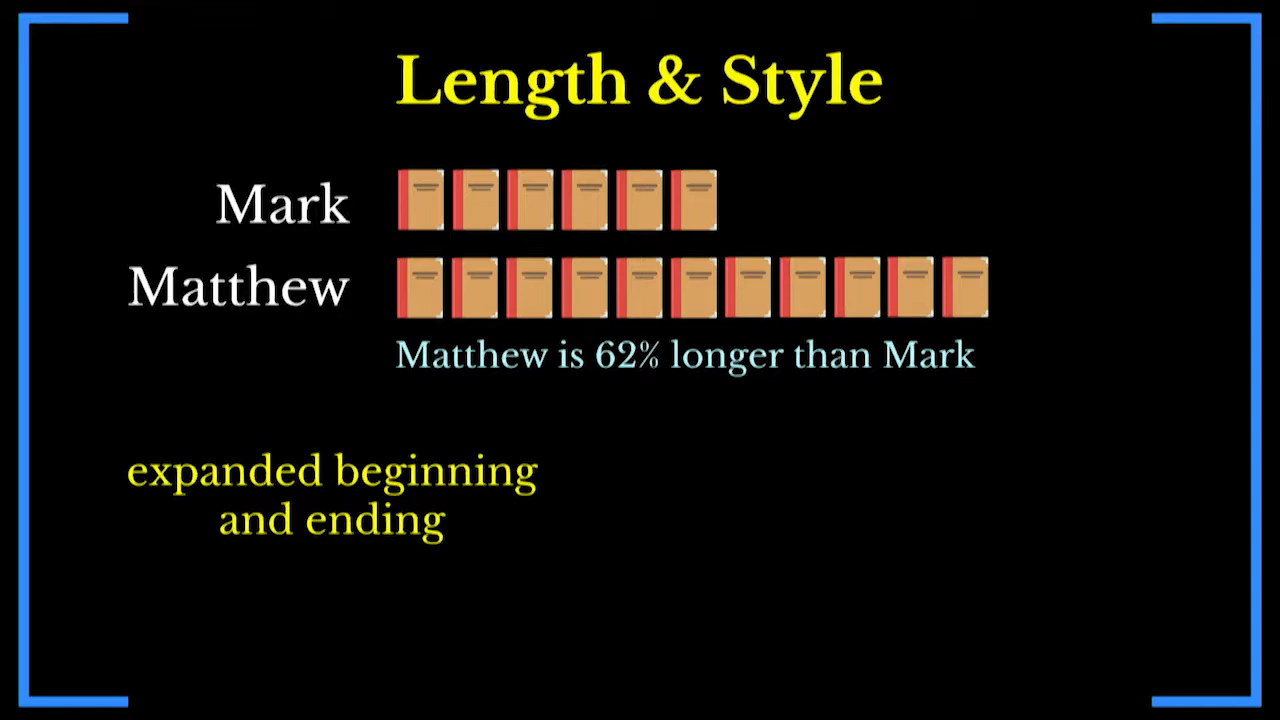 Length & Style
Mark
Matthew
Matthew is 62% longer than Mark
expanded beginning
and ending